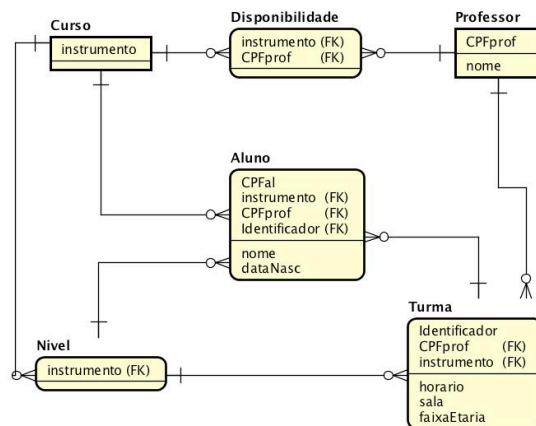 Curso
instrumento
Disponibilidade
instrumento (FK)
CPFprof (FK)
Professor
CPFprof
nome
Aluno
CPFal
instrumento (FK)
CPFprof (FK)
Identificador (FK)
nome
dataNasc
Nivel
instrumento (FK)
Turma
Identificador
CPFprof (FK)
instrumento (FK)
horario
sala
faixaEtaria